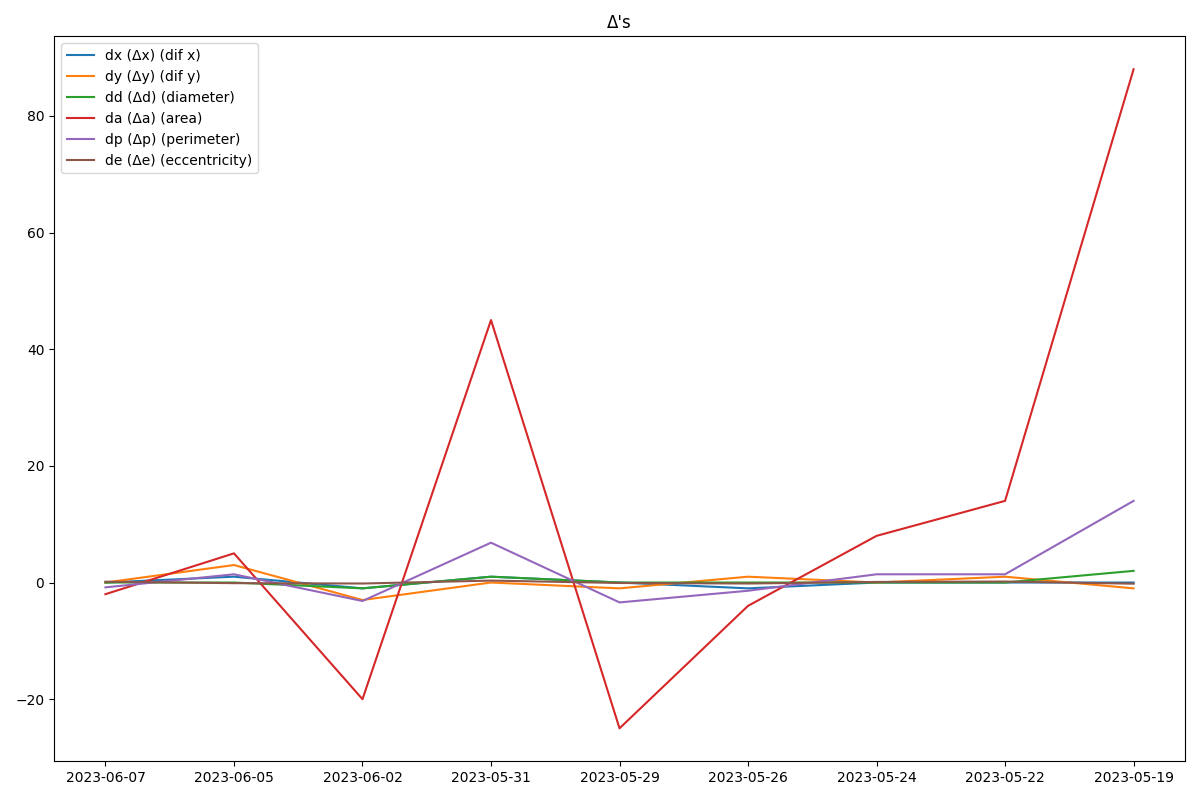 Δ's
dx (Δx) (dif x)
dy (Δy) (dif y)
dd (Δd) (diameter)
da (Δa) (area)
dp (Δp) (perimeter)
de (Δe) (eccentricity)
80
60
40
20
0
−20
2023-06-07 2023-06-05 2023-06-02 2023-05-31 2023-05-29 2023-05-26 2023-05-24 2023-05-22 2023-05-19